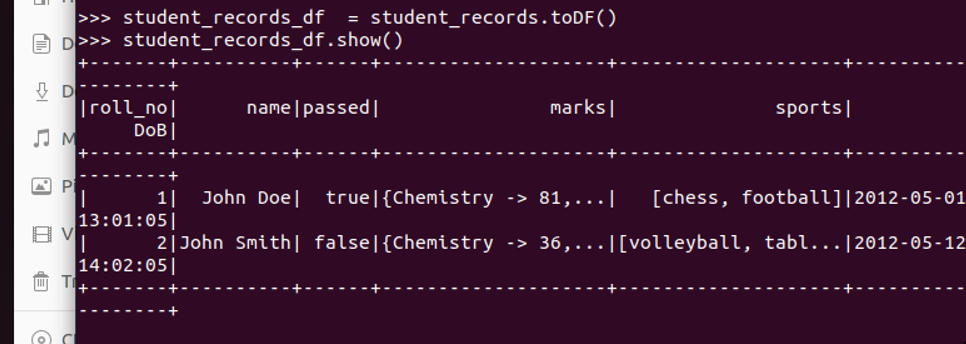 >>> student_records_df  = student_records.toDF()
>>> student_records_df.show()
+-------+----------+------+--------------------+--------------------+----------
--------+
|roll_no|      name|passed|               marks|              sports|
     DoB|
+-------+----------+------+--------------------+--------------------+----------
--------+
|      1|  John Doe|  true|{Chemistry -> 81,...|   [chess, football]|2012-05-01
13:01:05|
|      2|John Smith| false|{Chemistry -> 36,...|[volleyball, tabl...|2012-05-12
14:02:05|
+-------+----------+------+--------------------+--------------------+----------
--------+